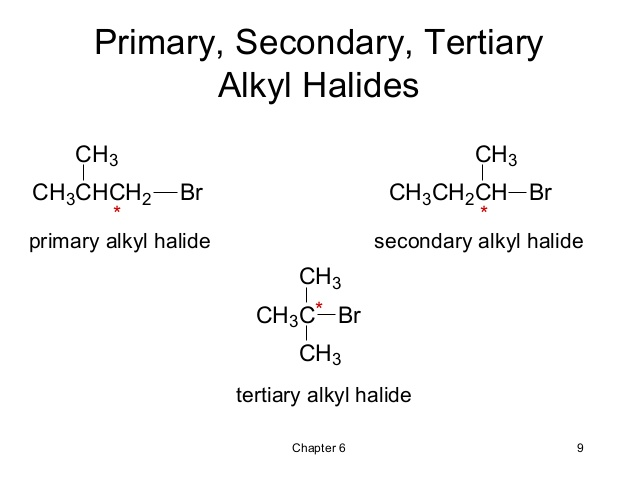 Primary, Secondary, Tertiary
Alkyl Halides
CH₃
CH₃CHCH₂—Br
*
primary alkyl halide
CH₃
CH₃CH₂CH—Br
*
secondary alkyl halide
CH₃
CH₃C*—Br
CH₃
tertiary alkyl halide
Chapter 6
9